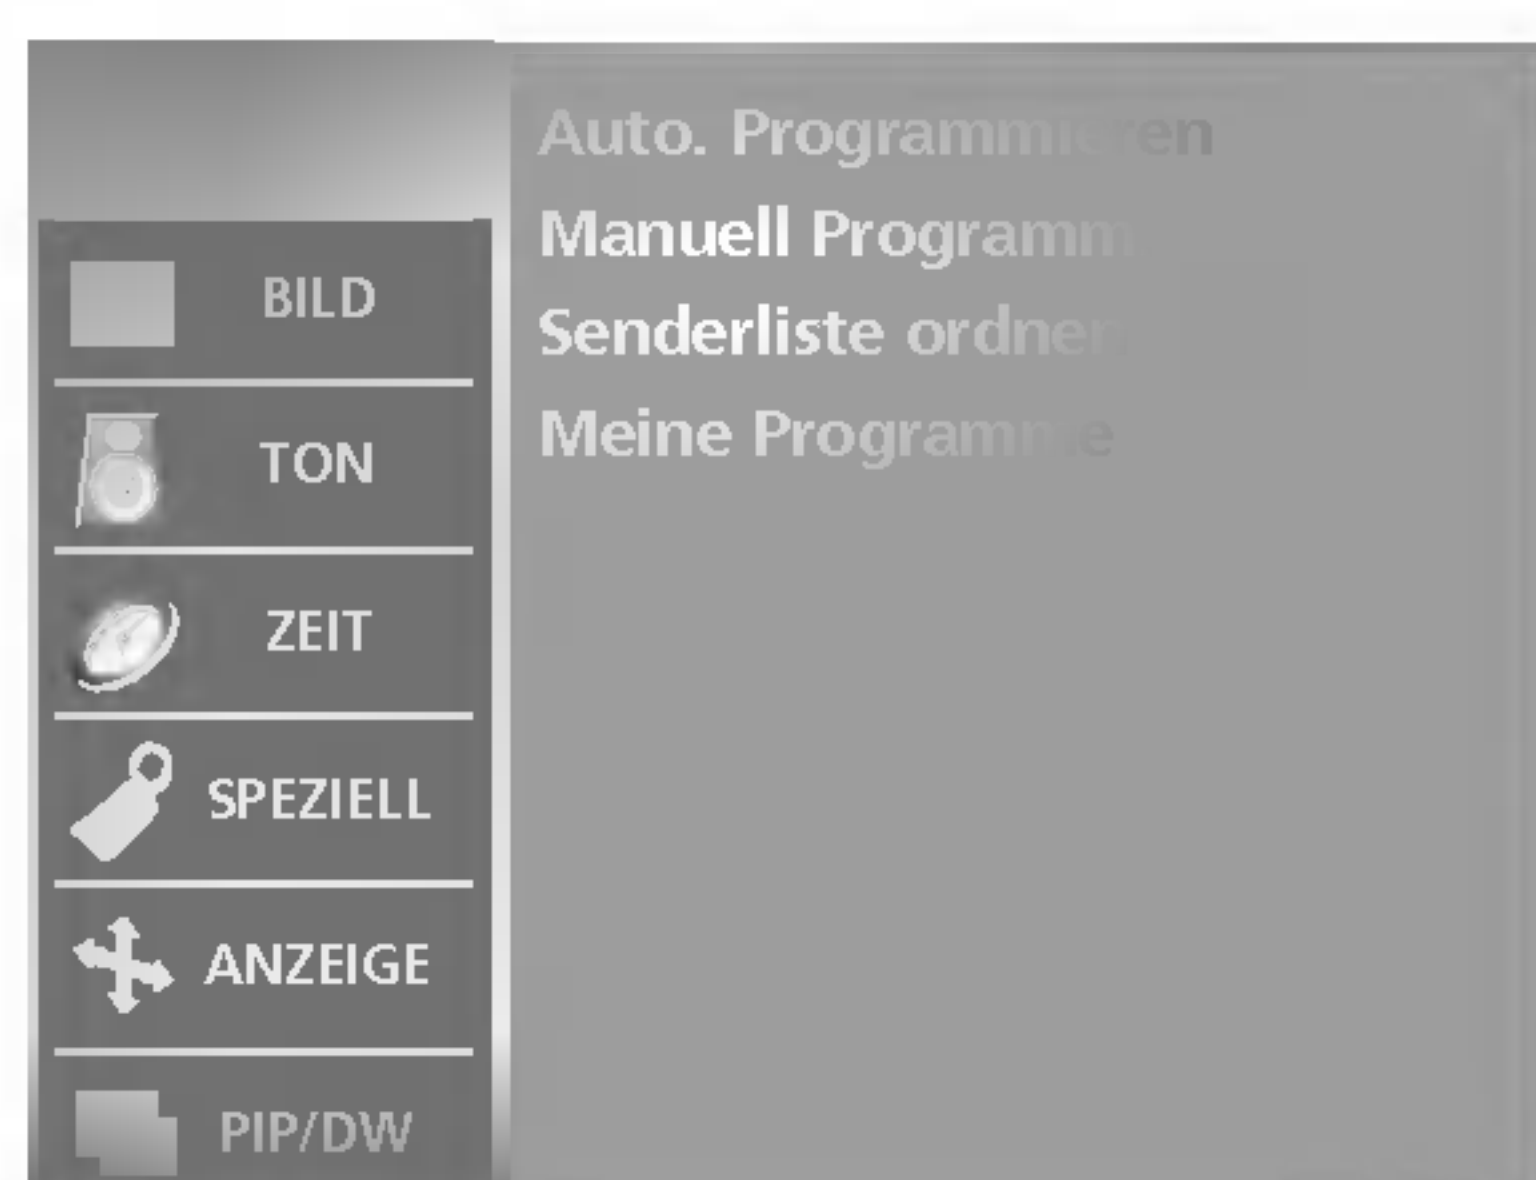 Auto. Programmieren
Manuell Programm
Senderliste ordnen
Meine Programme
BILD
TON
ZEIT
SPEZIELL
ANZEIGE
PIP/DW